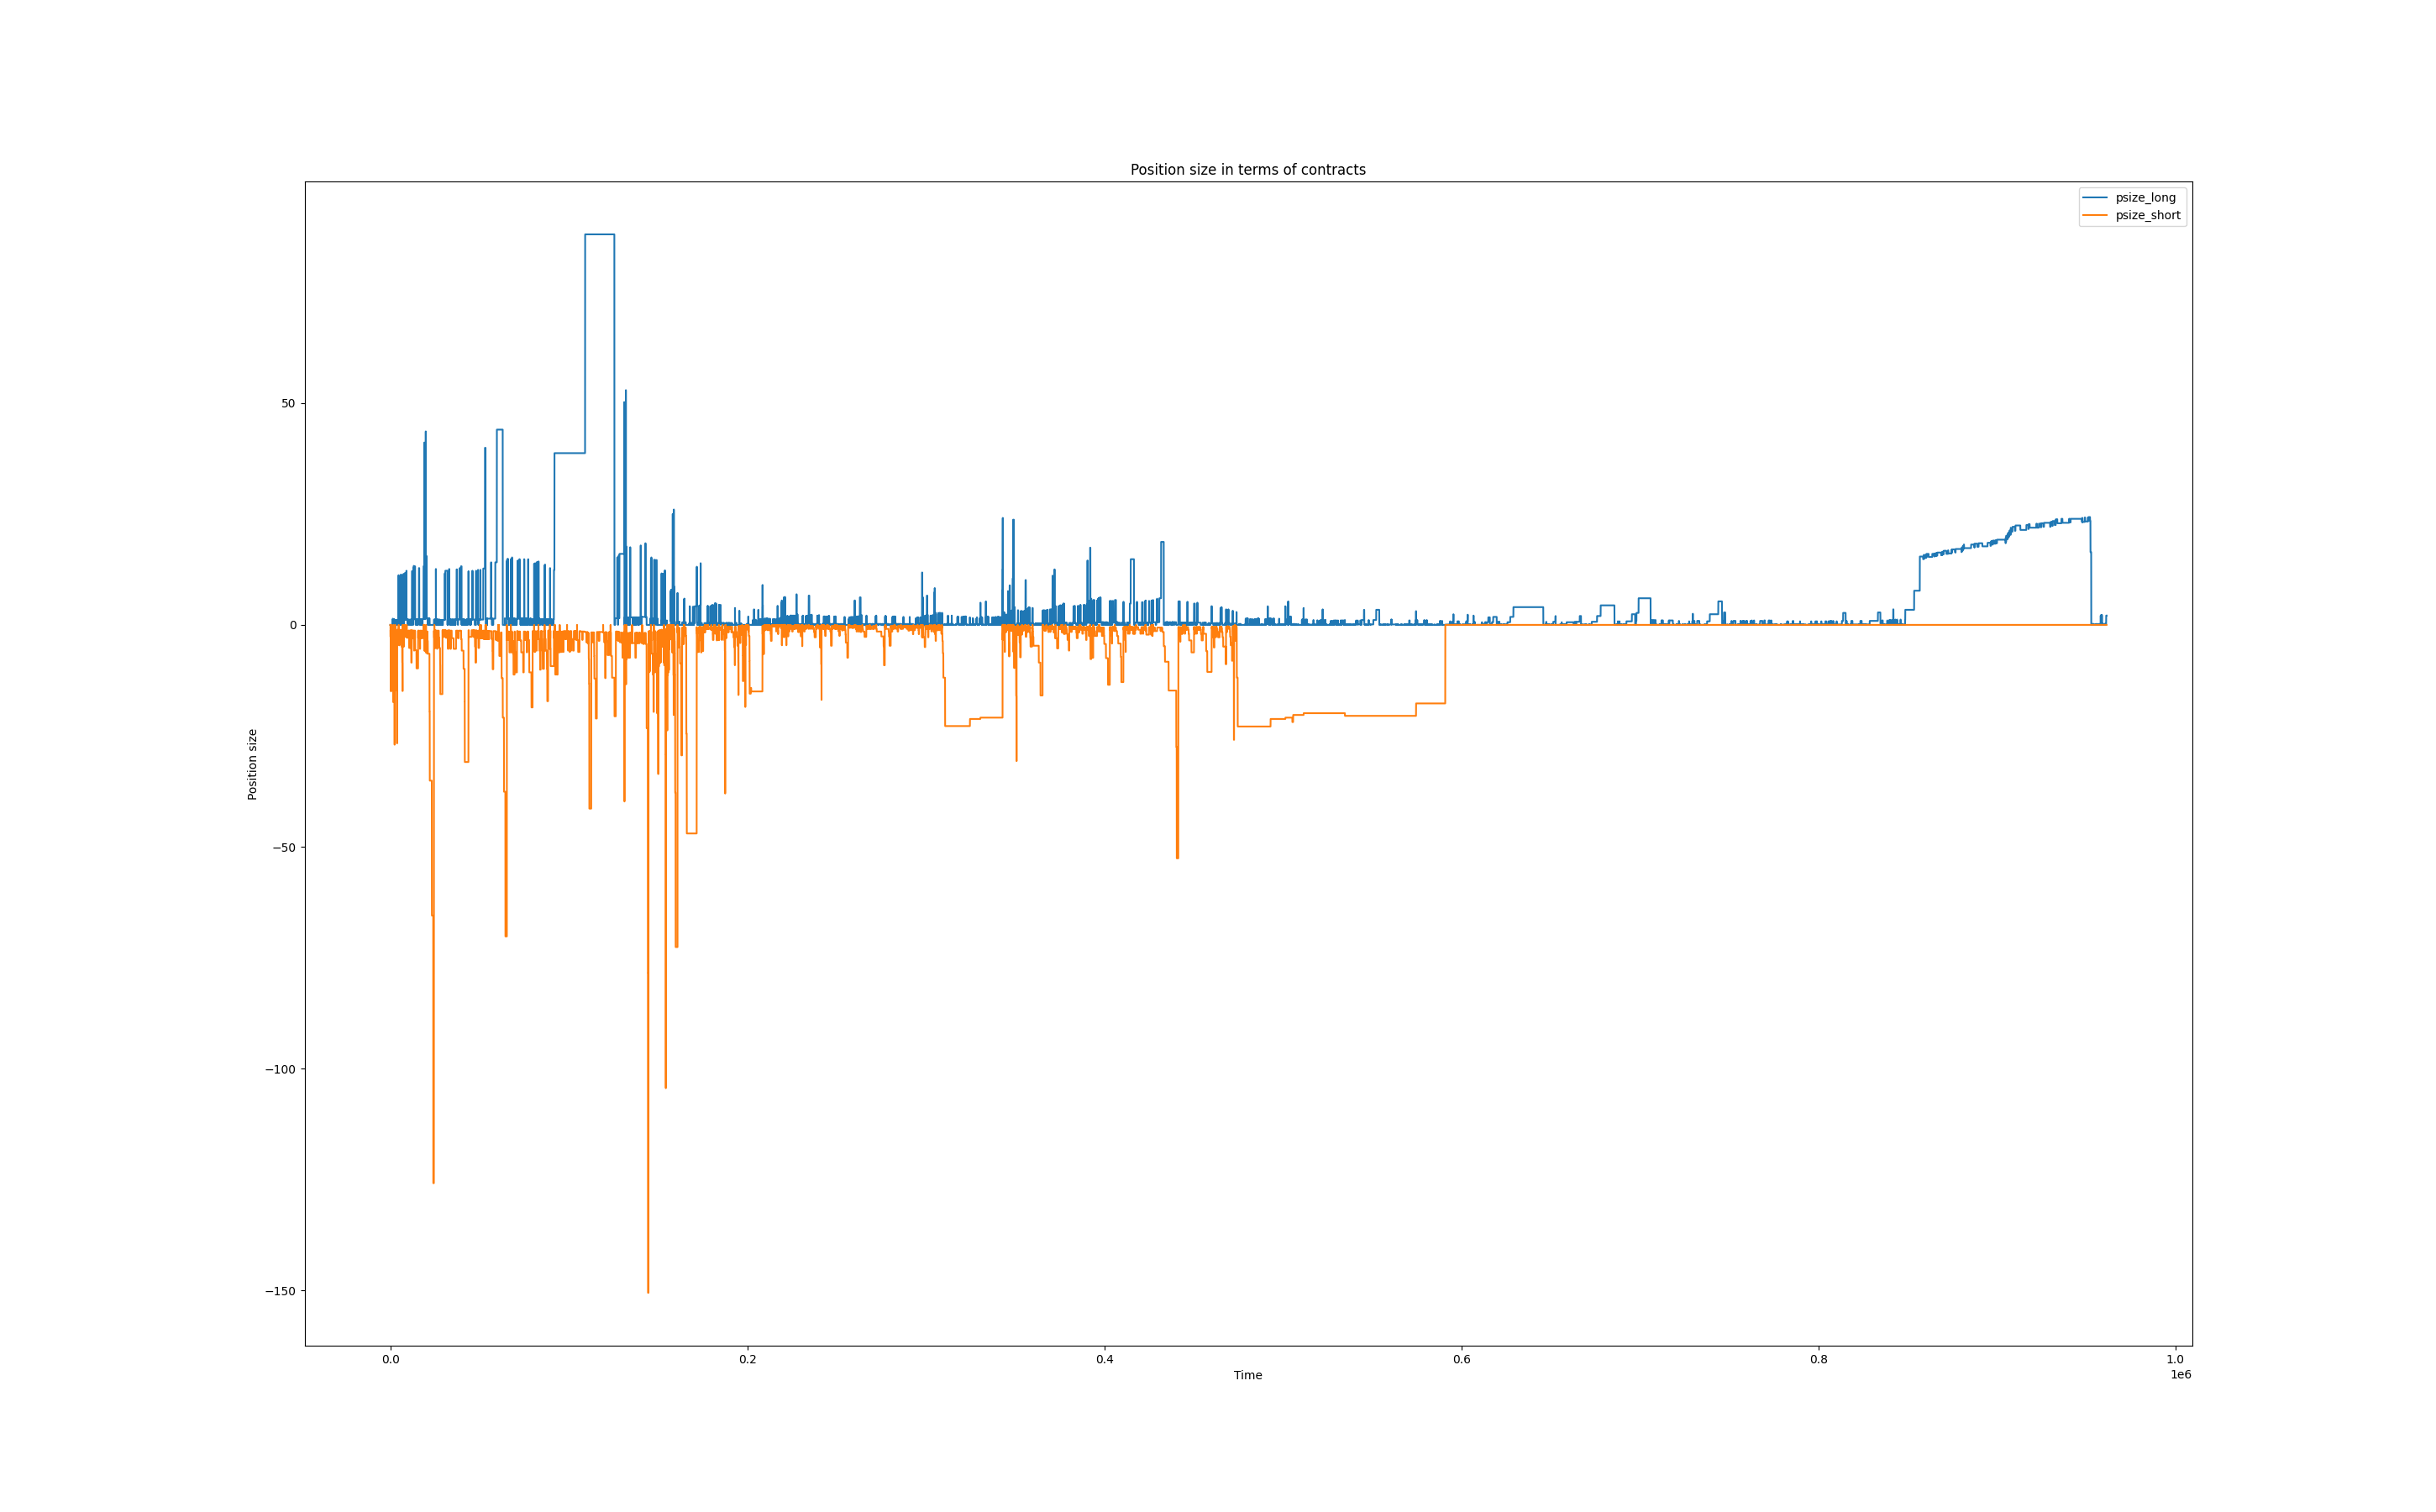 Position size in terms of contracts
psize_long
psize_short
50
0
−50
−100
−150
Position size
0.0
0.2
0.4
0.6
0.8
1.0
1e6
Time